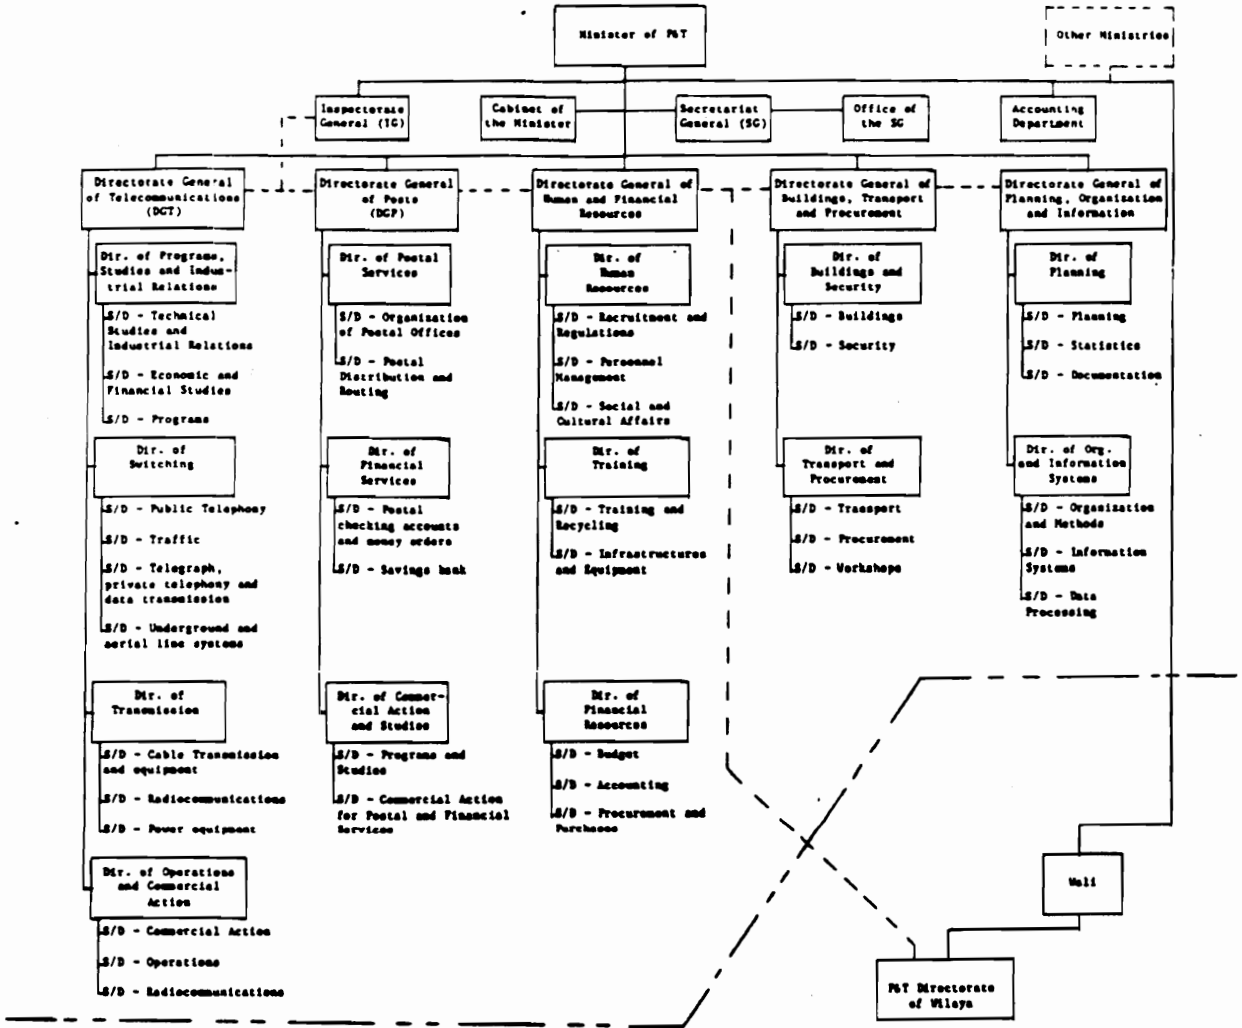 Minister of P&T
Other Ministries
Inspectorate
General (IG)
Cabinet of
the Minister
Secretariat
General (SG)
Office of
the SG
Accounting
Department
Directorate General
of Telecommunications
(DGT)
Directorate General
of Posts
(DGP)
Directorate General of
Human and Financial
Resources
Directorate General of
Buildings, Transport
and Procurement
Directorate General of
Planning, Organization
and Information
Dir. of Programs,
Studies and Indus-
trial Relations
S/D - Technical
Studies and
Industrial Relations
S/D - Economic and
Financial Studies
S/D - Programs
Dir. of
Switching
S/D - Public Telephony
S/D - Traffic
S/D - Telegraph,
private telephony and
data transmission
S/D - Underground and
aerial line systems
Dir. of
Transmission
S/D - Cable Transmission
and equipment
S/D - Radiocommunications
S/D - Power equipment
Dir. of Operations
and Commercial
Action
S/D - Commercial Action
S/D - Operations
S/D - Radiocommunications
Dir. of Postal
Services
S/D - Organization
of Postal Offices
S/D - Postal
Distribution and
Routing
Dir. of
Financial
Services
S/D - Postal
checking accounts
and money orders
S/D - Savings bank
Dir. of Commer-
cial Action
and Studies
S/D - Programs and
Studies
S/D - Commercial Action
for Postal and Financial
Services
Dir. of
Human
Resources
S/D - Recruitment and
Regulations
S/D - Personnel
Management
S/D - Social and
Cultural Affairs
Dir. of
Training
S/D - Training and
Recycling
S/D - Infrastructures
and Equipment
Dir. of
Financial
Resources
S/D - Budget
S/D - Accounting
S/D - Procurement and
Purchases
Dir. of
Buildings and
Security
S/D - Buildings
S/D - Security
Dir. of
Transport and
Procurement
S/D - Transport
S/D - Procurement
S/D - Workshops
Dir. of
Planning
S/D - Planning
S/D - Statistics
S/D - Documentation
Dir. of Org.
and Information
Systems
S/D - Organization
and Methods
S/D - Information
Systems
S/D - Data
Processing
Wali
P&T Directorate
of Wilaya